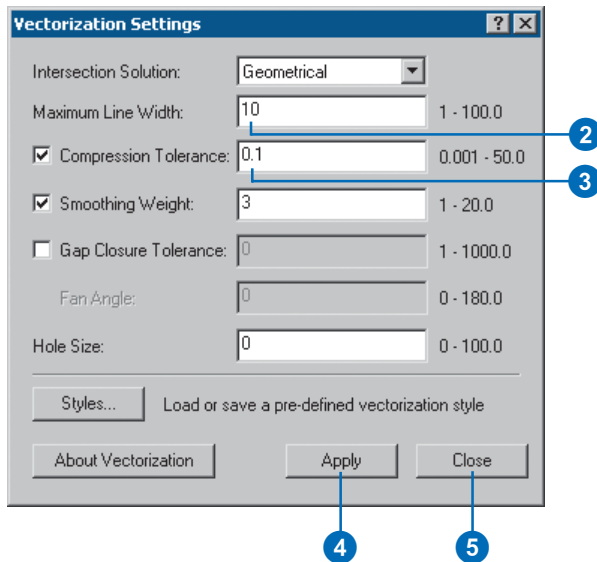 Vectorization Settings ? ×
Intersection Solution: Geometrical
Maximum Line Width: 10 1 - 100.0
2
Compression Tolerance: 0.1 0.001 - 50.0
3
Smoothing Weight: 3 1 - 20.0
Gap Closure Tolerance: 0 1 - 1000.0
Fan Angle: 0 0 - 180.0
Hole Size: 0 0 - 100.0
Styles... Load or save a pre-defined vectorization style
About Vectorization Apply Close
4 5